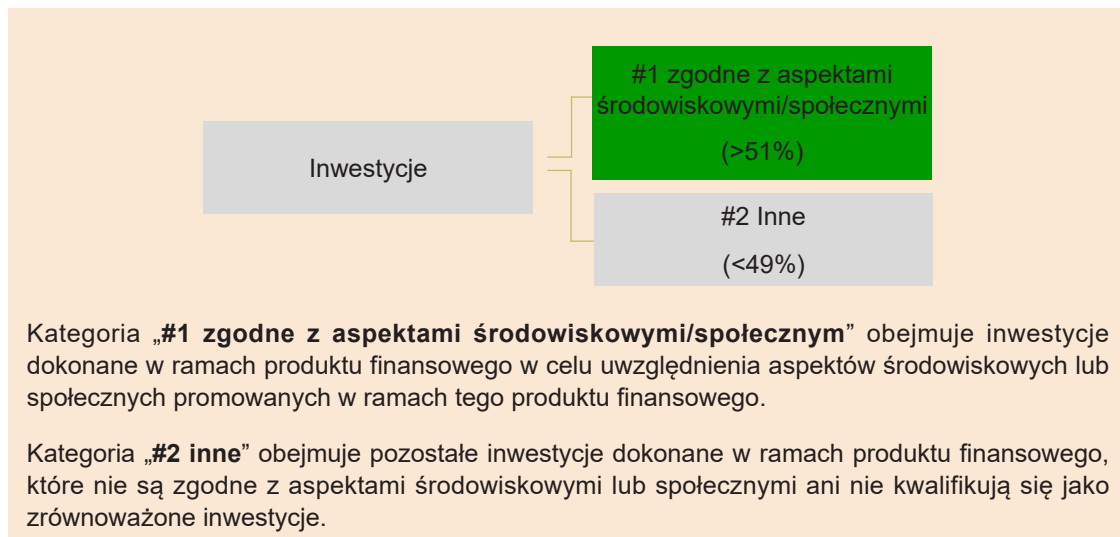 #1 zgodne z aspektami
środowiskowymi/społecznymi
(>51%)
Inwestycje
#2 Inne
(<49%)
Kategoria „#1 zgodne z aspektami środowiskowymi/społecznym” obejmuje inwestycje
dokonane w ramach produktu finansowego w celu uwzględnienia aspektów środowiskowych lub
społecznych promowanych w ramach tego produktu finansowego.
Kategoria „#2 inne” obejmuje pozostałe inwestycje dokonane w ramach produktu finansowego,
które nie są zgodne z aspektami środowiskowymi lub społecznymi ani nie kwalifikują się jako
zrównoważone inwestycje.